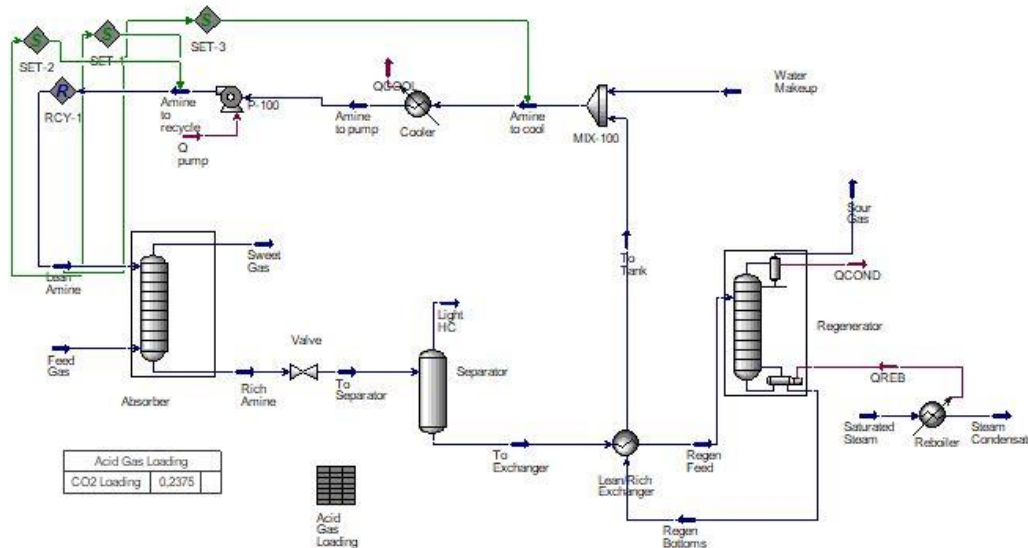 S
SET-2
S
SET-1
S
SET-3
R
RCY-1
Amine
to
recycle
P-100
Q
pump
Amine
to pump
QCOOL
Cooler
Amine
to cool
MIX-100
Water
Makeup
Lean
Amine
Sweet
Gas
Feed
Gas
Absorber
Rich
Amine
Valve
To
Separator
Light
HC
Separator
To
Exchanger
Lean/Rich
Exchanger
To
Tank
Regen
Feed
Regen
Bottoms
Sour
Gas
QCOND
Regenerator
QREB
Saturated
Steam
Reboiler
Steam
Condensat
Acid Gas Loading
CO2 Loading 0,2375
Acid
Gas
Loading